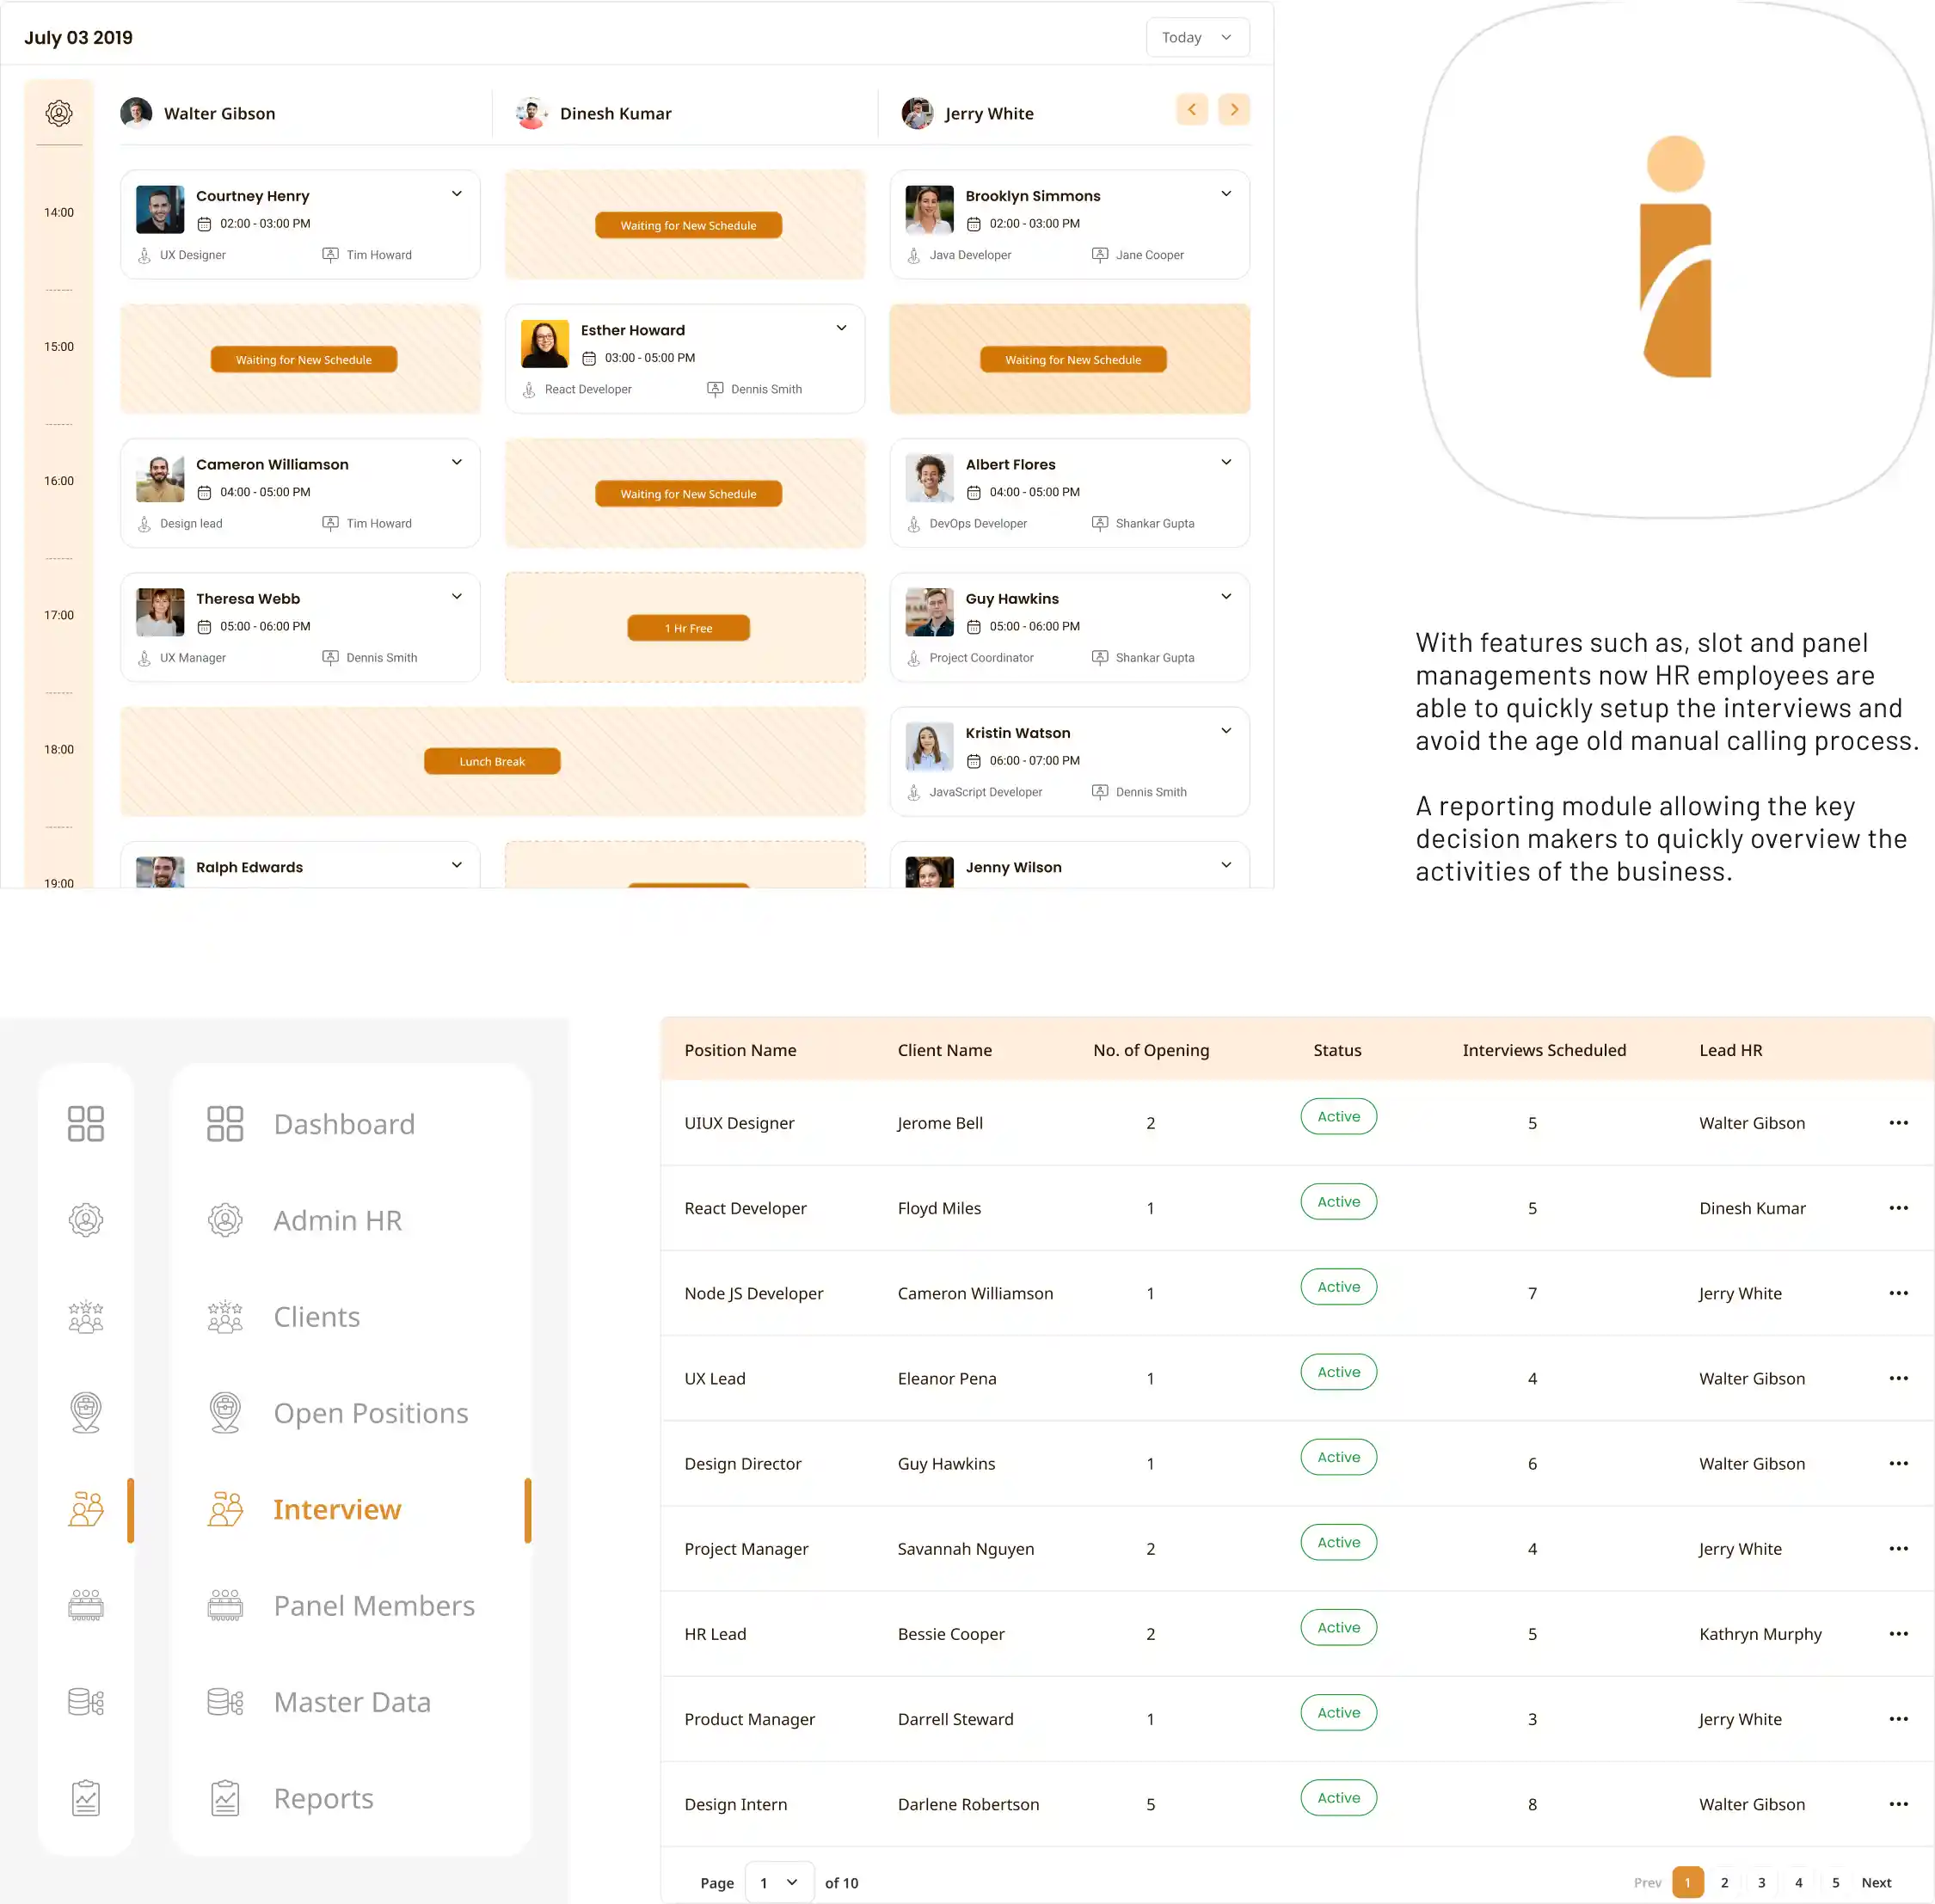 July 03 2019
Today
Walter Gibson
Dinesh Kumar
Jerry White
14:00
Courtney Henry
02:00 - 03:00 PM
UX Designer
Tim Howard
Waiting for New Schedule
Brooklyn Simmons
02:00 - 03:00 PM
Java Developer
Jane Cooper
15:00
Waiting for New Schedule
Esther Howard
03:00 - 05:00 PM
React Developer
Dennis Smith
Waiting for New Schedule
16:00
Cameron Williamson
04:00 - 05:00 PM
Design lead
Tim Howard
Waiting for New Schedule
Albert Flores
04:00 - 05:00 PM
DevOps Developer
Shankar Gupta
17:00
Theresa Webb
05:00 - 06:00 PM
UX Manager
Dennis Smith
1 Hr Free
Guy Hawkins
05:00 - 06:00 PM
Project Coordinator
Shankar Gupta
18:00
Lunch Break
Kristin Watson
06:00 - 07:00 PM
JavaScript Developer
Dennis Smith
19:00
Ralph Edwards
Jenny Wilson
With features such as, slot and panel
managements now HR employees are
able to quickly setup the interviews and
avoid the age old manual calling process.
A reporting module allowing the key
decision makers to quickly overview the
activities of the business.
Dashboard
Admin HR
Clients
Open Positions
Interview
Panel Members
Master Data
Reports
Position Name Client Name No. of Opening Status Interviews Scheduled Lead HR
UIUX Designer Jerome Bell 2 Active 5 Walter Gibson
React Developer Floyd Miles 1 Active 5 Dinesh Kumar
Node JS Developer Cameron Williamson 1 Active 7 Jerry White
UX Lead Eleanor Pena 1 Active 4 Walter Gibson
Design Director Guy Hawkins 1 Active 6 Walter Gibson
Project Manager Savannah Nguyen 2 Active 4 Jerry White
HR Lead Bessie Cooper 2 Active 5 Kathryn Murphy
Product Manager Darrell Steward 1 Active 3 Jerry White
Design Intern Darlene Robertson 5 Active 8 Walter Gibson
Page 1 of 10 Prev 1 2 3 4 5 Next